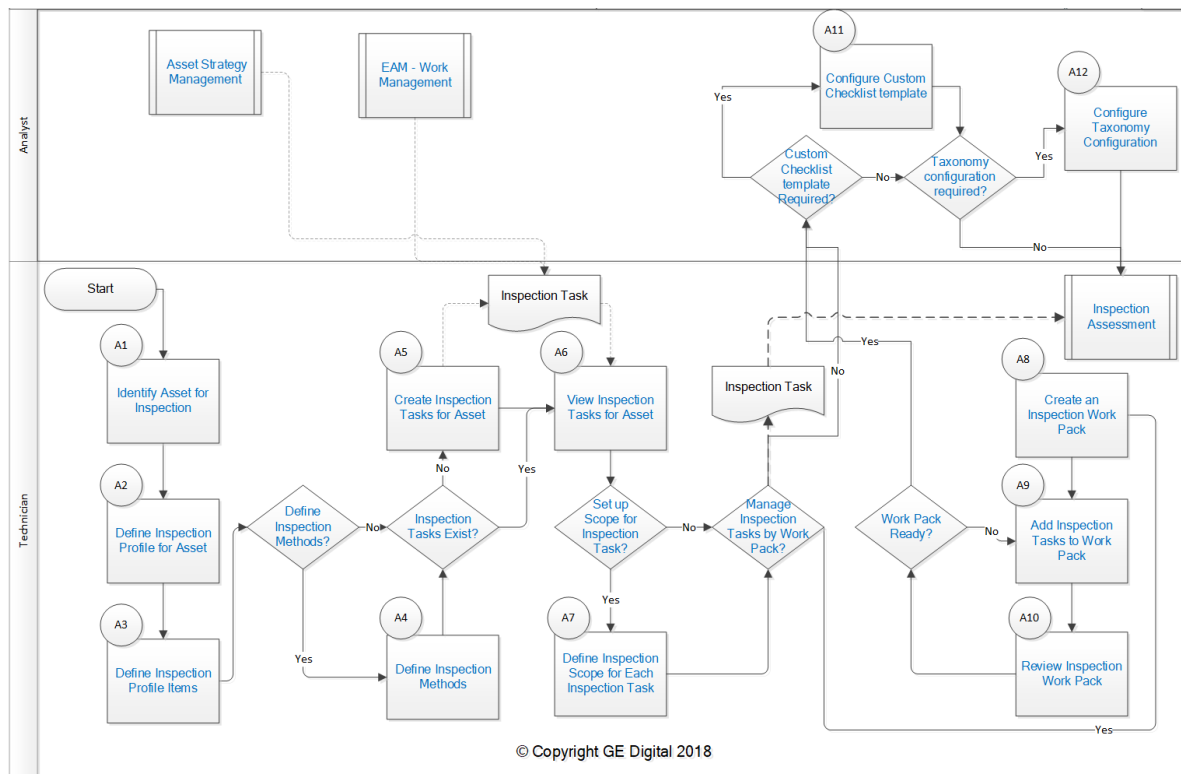 Analyst
Asset Strategy
Management
EAM - Work
Management
A11
Configure Custom
Checklist template
A12
Configure
Taxonomy
Configuration
Yes
Custom
Checklist
template
Required?
No
Taxonomy
configuration
required?
Yes
No
Technician
Start
Inspection Task
Inspection
Assessment
A1
Identify Asset for
Inspection
A2
Define Inspection
Profile for Asset
A3
Define Inspection
Profile Items
Define
Inspection
Methods?
No
Yes
A4
Define Inspection
Methods
Inspection
Tasks Exist?
No
Yes
A5
Create Inspection
Tasks for Asset
A6
View Inspection
Tasks for Asset
Set up
Scope for
Inspection
Task?
No
Yes
A7
Define Inspection
Scope for Each
Inspection Task
Manage
Inspection
Tasks by Work
Pack?
No
Yes
Inspection Task
A8
Create an
Inspection Work
Pack
A9
Add Inspection
Tasks to Work
Pack
A10
Review Inspection
Work Pack
Work Pack
Ready?
No
Yes
© Copyright GE Digital 2018